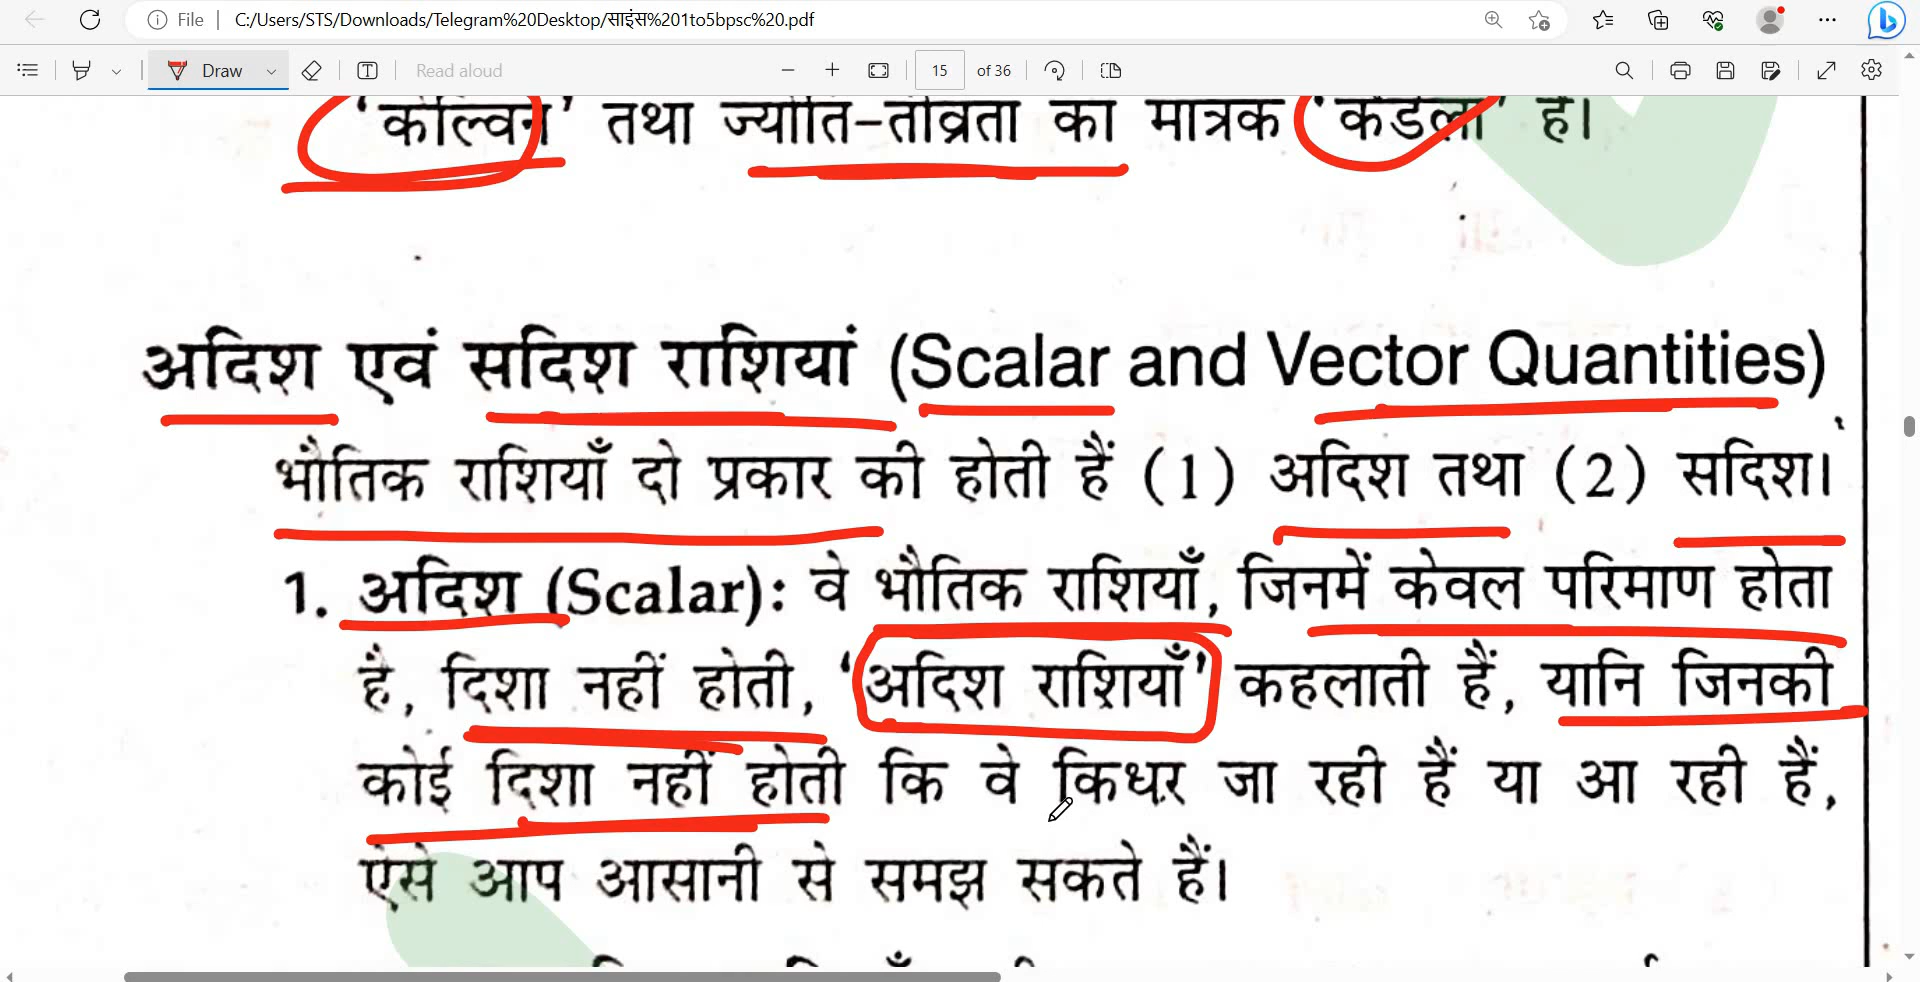 File C:/Users/STS/Downloads/Telegram%20Desktop/साइंस%201to5bpsc%20.pdf
Draw Read aloud 15 of 36
'केल्विन' तथा ज्योति-तीव्रता का मात्रक 'कैंडेला' है।
अदिश एवं सदिश राशियां (Scalar and Vector Quantities)
भौतिक राशियाँ दो प्रकार की होती हैं (1) अदिश तथा (2) सदिश।
1. अदिश (Scalar): वे भौतिक राशियाँ, जिनमें केवल परिमाण होता
है, दिशा नहीं होती, 'अदिश राशियाँ' कहलाती हैं, यानि जिनकी
कोई दिशा नहीं होती कि वे किधर जा रही हैं या आ रही हैं,
ऐसे आप आसानी से समझ सकते हैं।